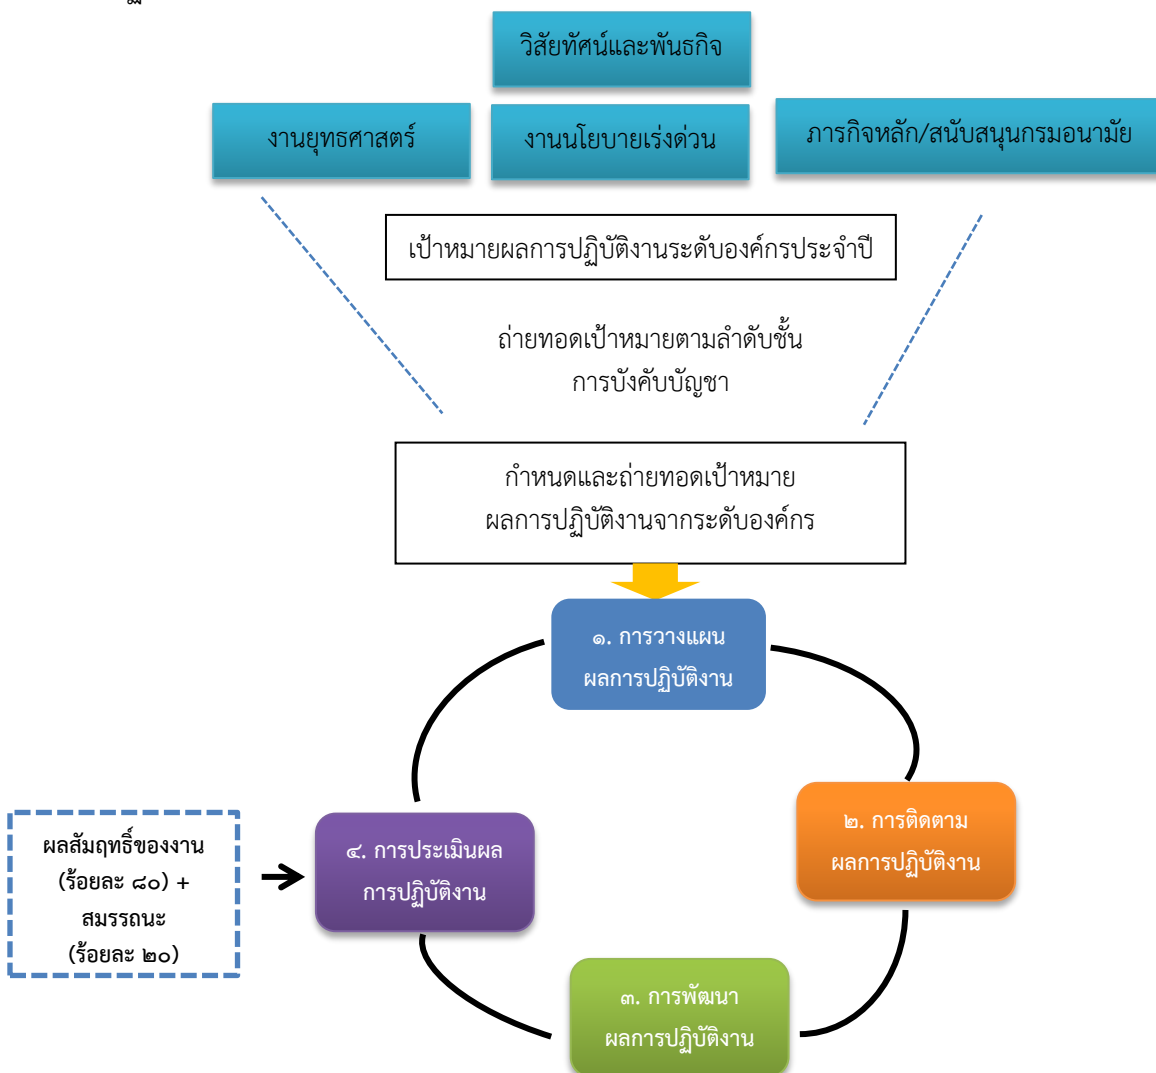 วิสัยทัศน์และพันธกิจ
งานยุทธศาสตร์
งานนโยบายเร่งด่วน
ภารกิจหลัก/สนับสนุนกรมอนามัย
เป้าหมายผลการปฏิบัติงานระดับองค์กรประจำปี
ถ่ายทอดเป้าหมายตามลำดับชั้น
การบังคับบัญชา
กำหนดและถ่ายทอดเป้าหมาย
ผลการปฏิบัติงานจากระดับองค์กร
๑. การวางแผน
ผลการปฏิบัติงาน
๒. การติดตาม
ผลการปฏิบัติงาน
๓. การพัฒนา
ผลการปฏิบัติงาน
๔. การประเมินผล
การปฏิบัติงาน
ผลสัมฤทธิ์ของงาน
(ร้อยละ ๘๐) +
สมรรถนะ
(ร้อยละ ๒๐)